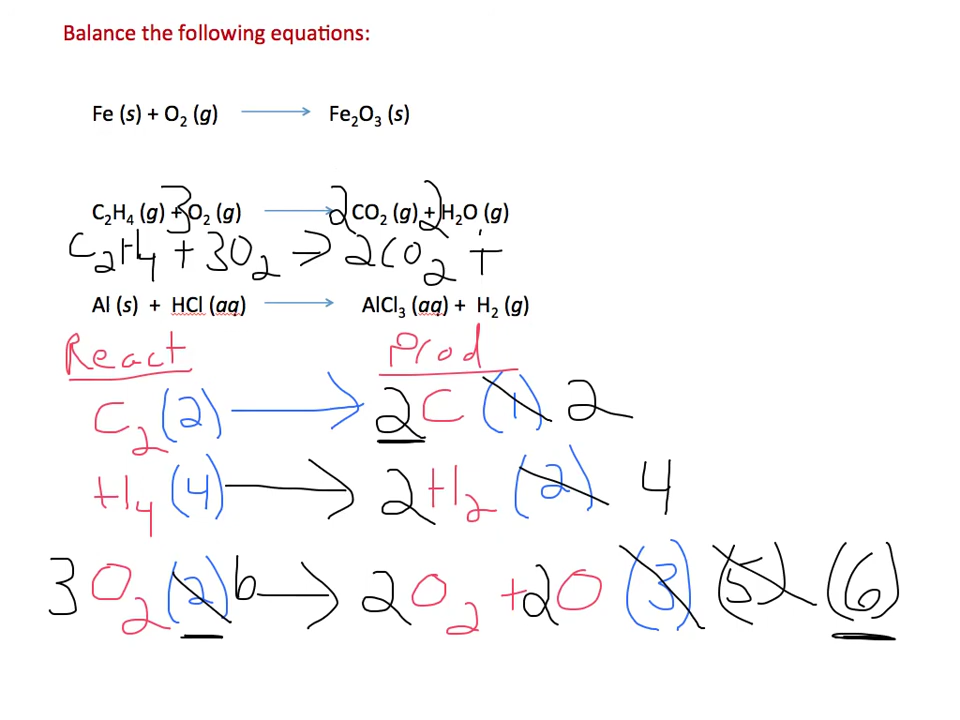 Balance the following equations:
Fe (s) + O₂ (g) → Fe₂O₃ (s)
C₂H₄ (g) + 3O₂ (g) → 2CO₂ (g) + 2H₂O (g)
C₂H₄ + 3O₂ → 2CO₂ +
Al (s) + HCl (aq) → AlCl₃ (aq) + H₂ (g)
React Prod
C₂ (2) → 2C (1) 2
H₄ (4) → 2H₂ (2) 4
3O₂ (2) 6 → 2O₂ + 2O (3) (5) (6)